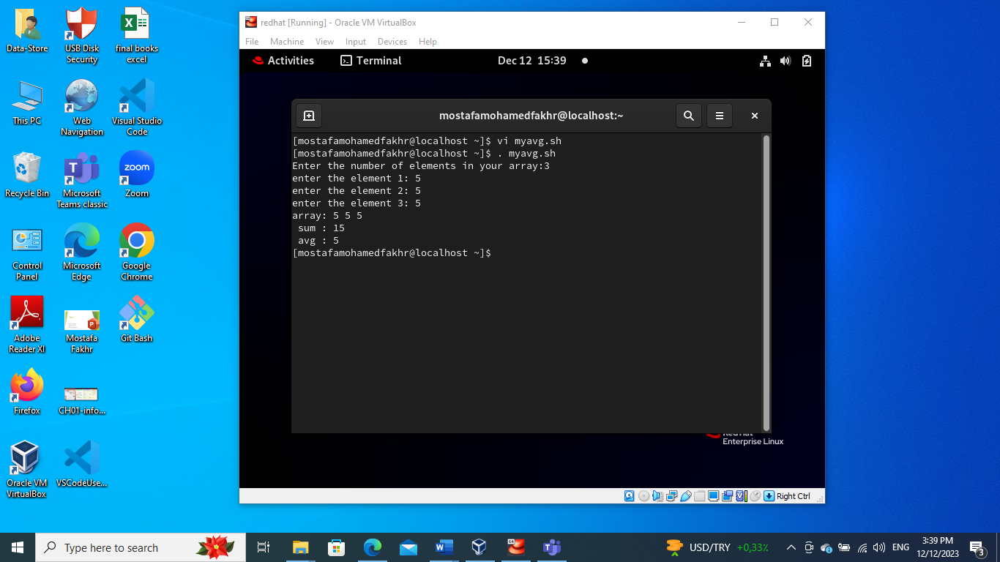 Data-Store
USB Disk
Security
final books
excel
This PC
Web
Navigation
Visual Studio
Code
Recycle Bin
Microsoft
Teams classic
zoom
Zoom
Control
Panel
Microsoft
Edge
Google
Chrome
Adobe
Reader XI
Mostafa
Fakhr
Git Bash
Firefox
CH01-info...
Oracle VM
VirtualBox
VSCodeUse...
redhat [Running] - Oracle VM VirtualBox
File Machine View Input Devices Help
Activities Terminal Dec 12 15:39
mostafamohamedfakhr@localhost:~
[mostafamohamedfakhr@localhost ~]$ vi myavg.sh
[mostafamohamedfakhr@localhost ~]$ . myavg.sh
Enter the number of elements in your array:3
enter the element 1: 5
enter the element 2: 5
enter the element 3: 5
array: 5 5 5
sum : 15
avg : 5
[mostafamohamedfakhr@localhost ~]$
Enterprise Linux
Right Ctrl
Type here to search
USD/TRY +0,33%
ENG
3:39 PM
12/12/2023
3